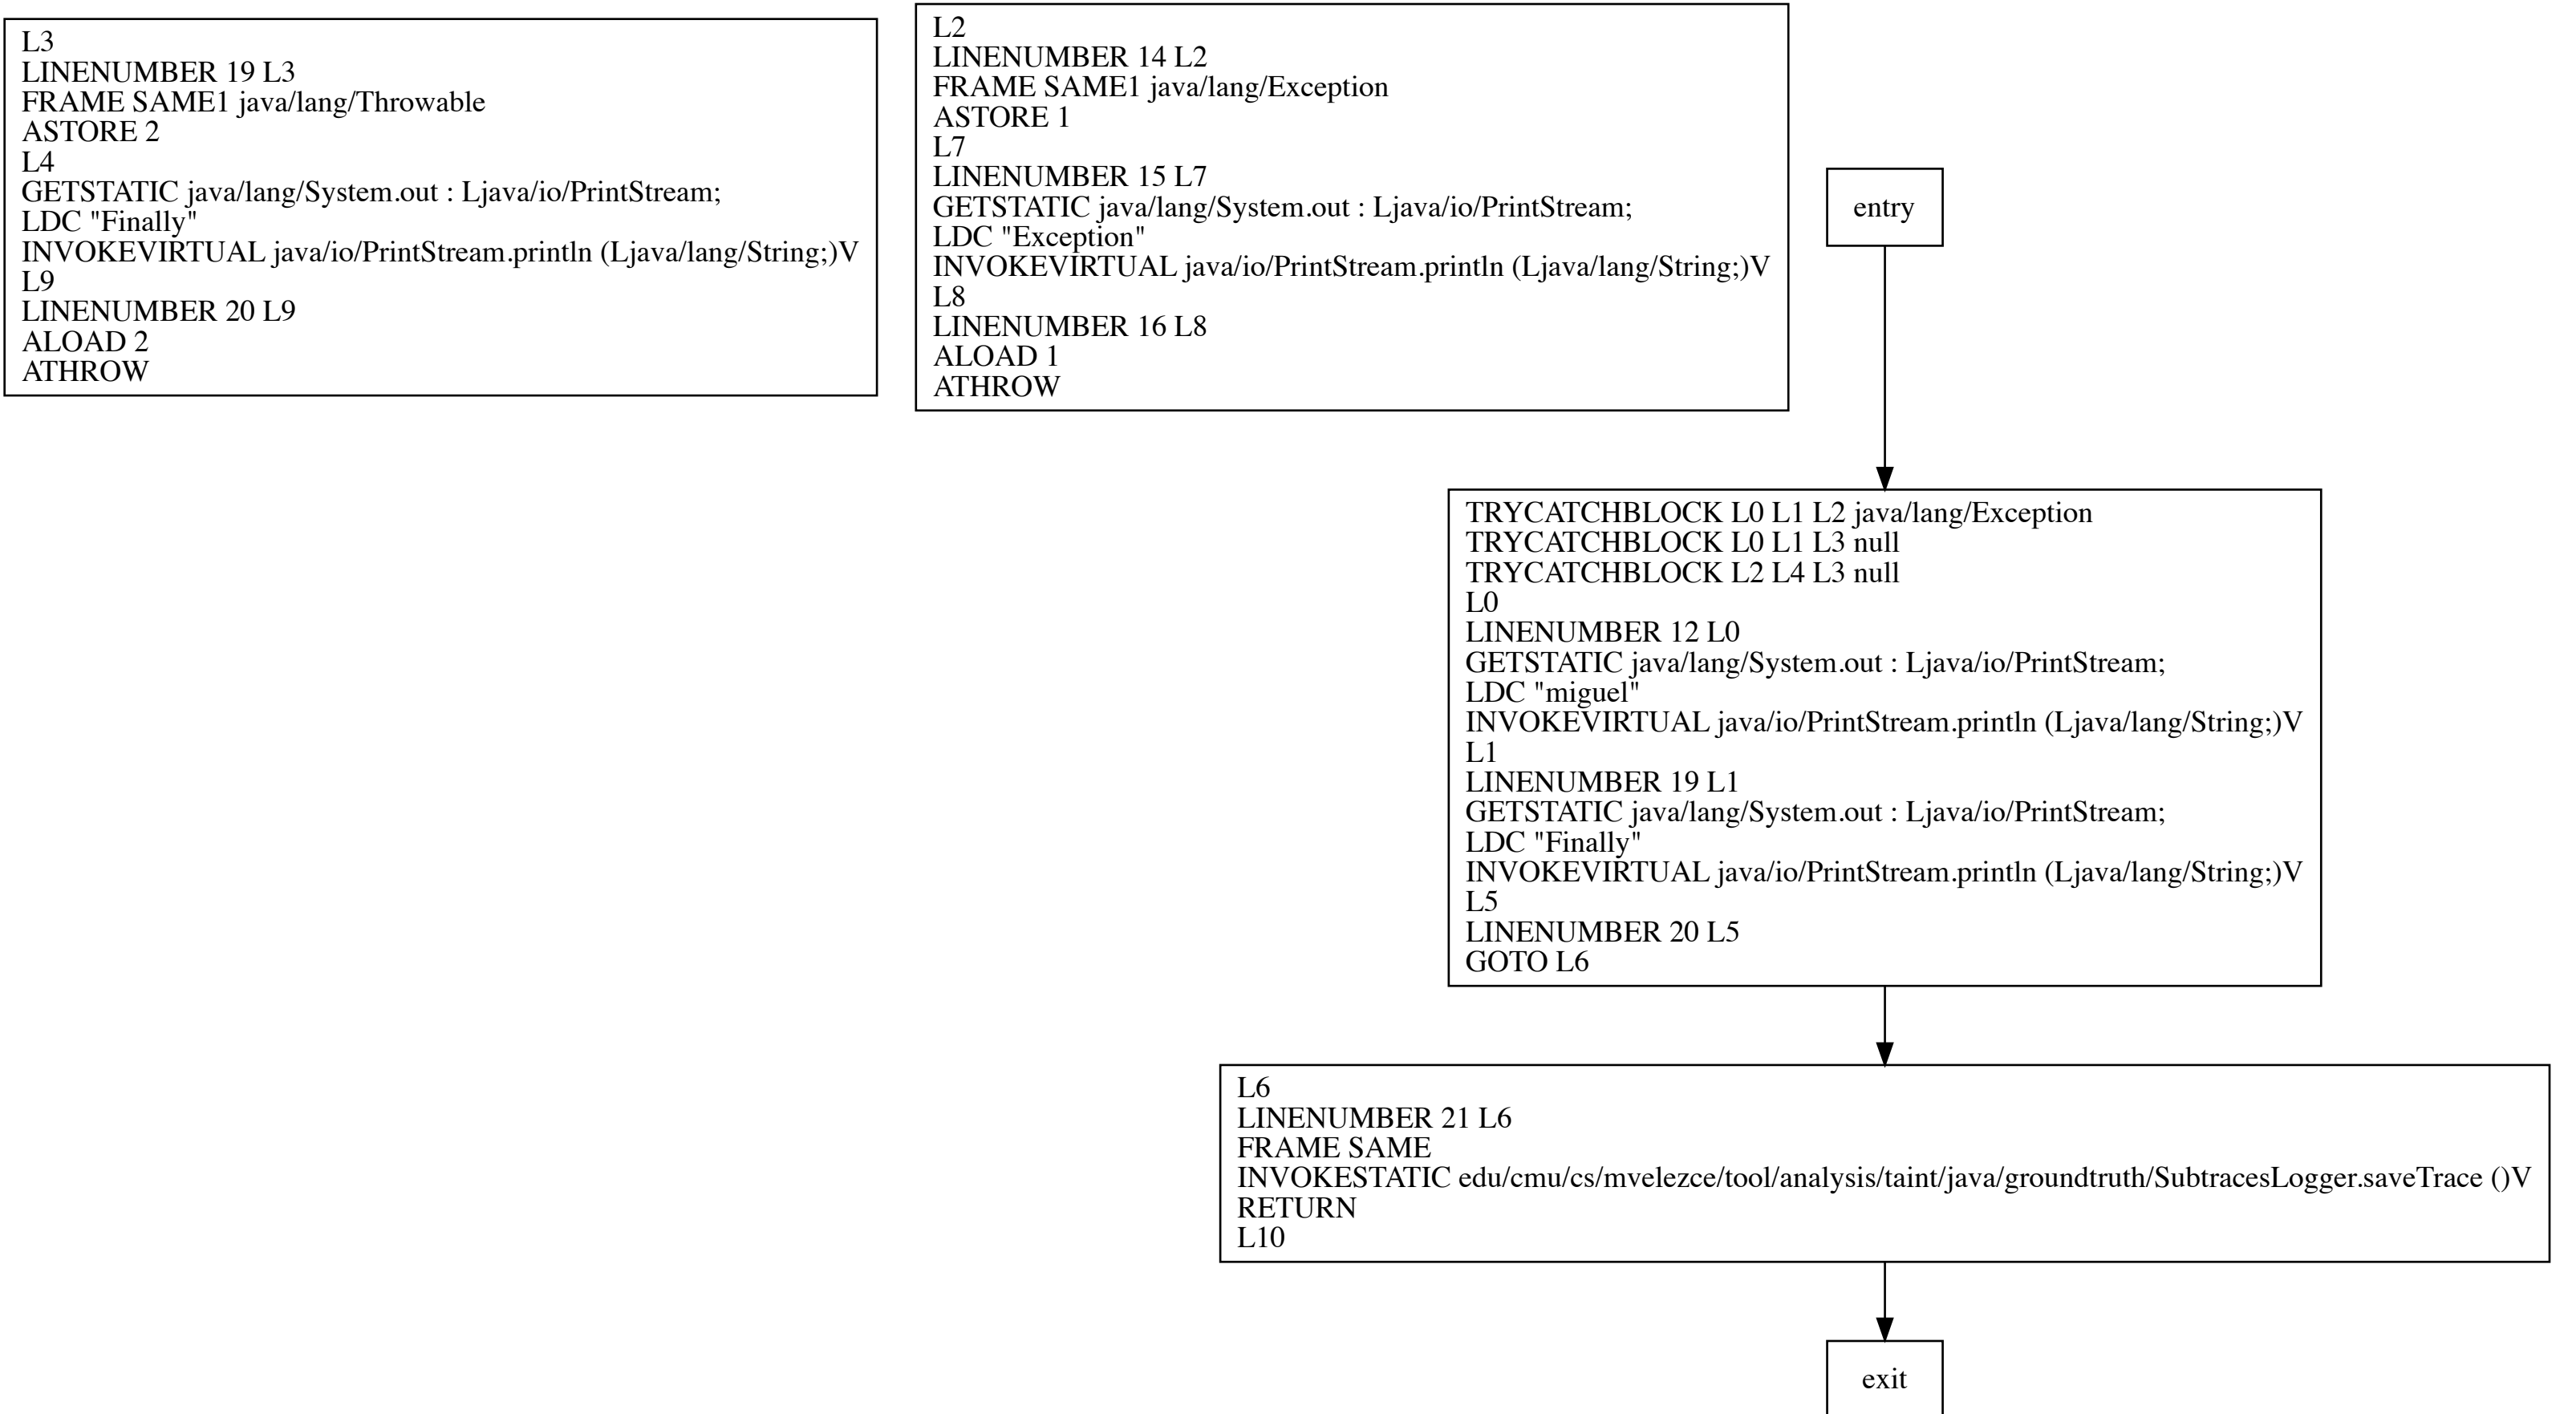 L3
LINENUMBER 19 L3
FRAME SAME1 java/lang/Throwable
ASTORE 2
L4
GETSTATIC java/lang/System.out : Ljava/io/PrintStream;
LDC "Finally"
INVOKEVIRTUAL java/io/PrintStream.println (Ljava/lang/String;)V
L9
LINENUMBER 20 L9
ALOAD 2
ATHROW
L2
LINENUMBER 14 L2
FRAME SAME1 java/lang/Exception
ASTORE 1
L7
LINENUMBER 15 L7
GETSTATIC java/lang/System.out : Ljava/io/PrintStream;
LDC "Exception"
INVOKEVIRTUAL java/io/PrintStream.println (Ljava/lang/String;)V
L8
LINENUMBER 16 L8
ALOAD 1
ATHROW
entry
TRYCATCHBLOCK L0 L1 L2 java/lang/Exception
TRYCATCHBLOCK L0 L1 L3 null
TRYCATCHBLOCK L2 L4 L3 null
L0
LINENUMBER 12 L0
GETSTATIC java/lang/System.out : Ljava/io/PrintStream;
LDC "miguel"
INVOKEVIRTUAL java/io/PrintStream.println (Ljava/lang/String;)V
L1
LINENUMBER 19 L1
GETSTATIC java/lang/System.out : Ljava/io/PrintStream;
LDC "Finally"
INVOKEVIRTUAL java/io/PrintStream.println (Ljava/lang/String;)V
L5
LINENUMBER 20 L5
GOTO L6
L6
LINENUMBER 21 L6
FRAME SAME
INVOKESTATIC edu/cmu/cs/mvelezce/tool/analysis/taint/java/groundtruth/SubtracesLogger.saveTrace ()V
RETURN
L10
exit